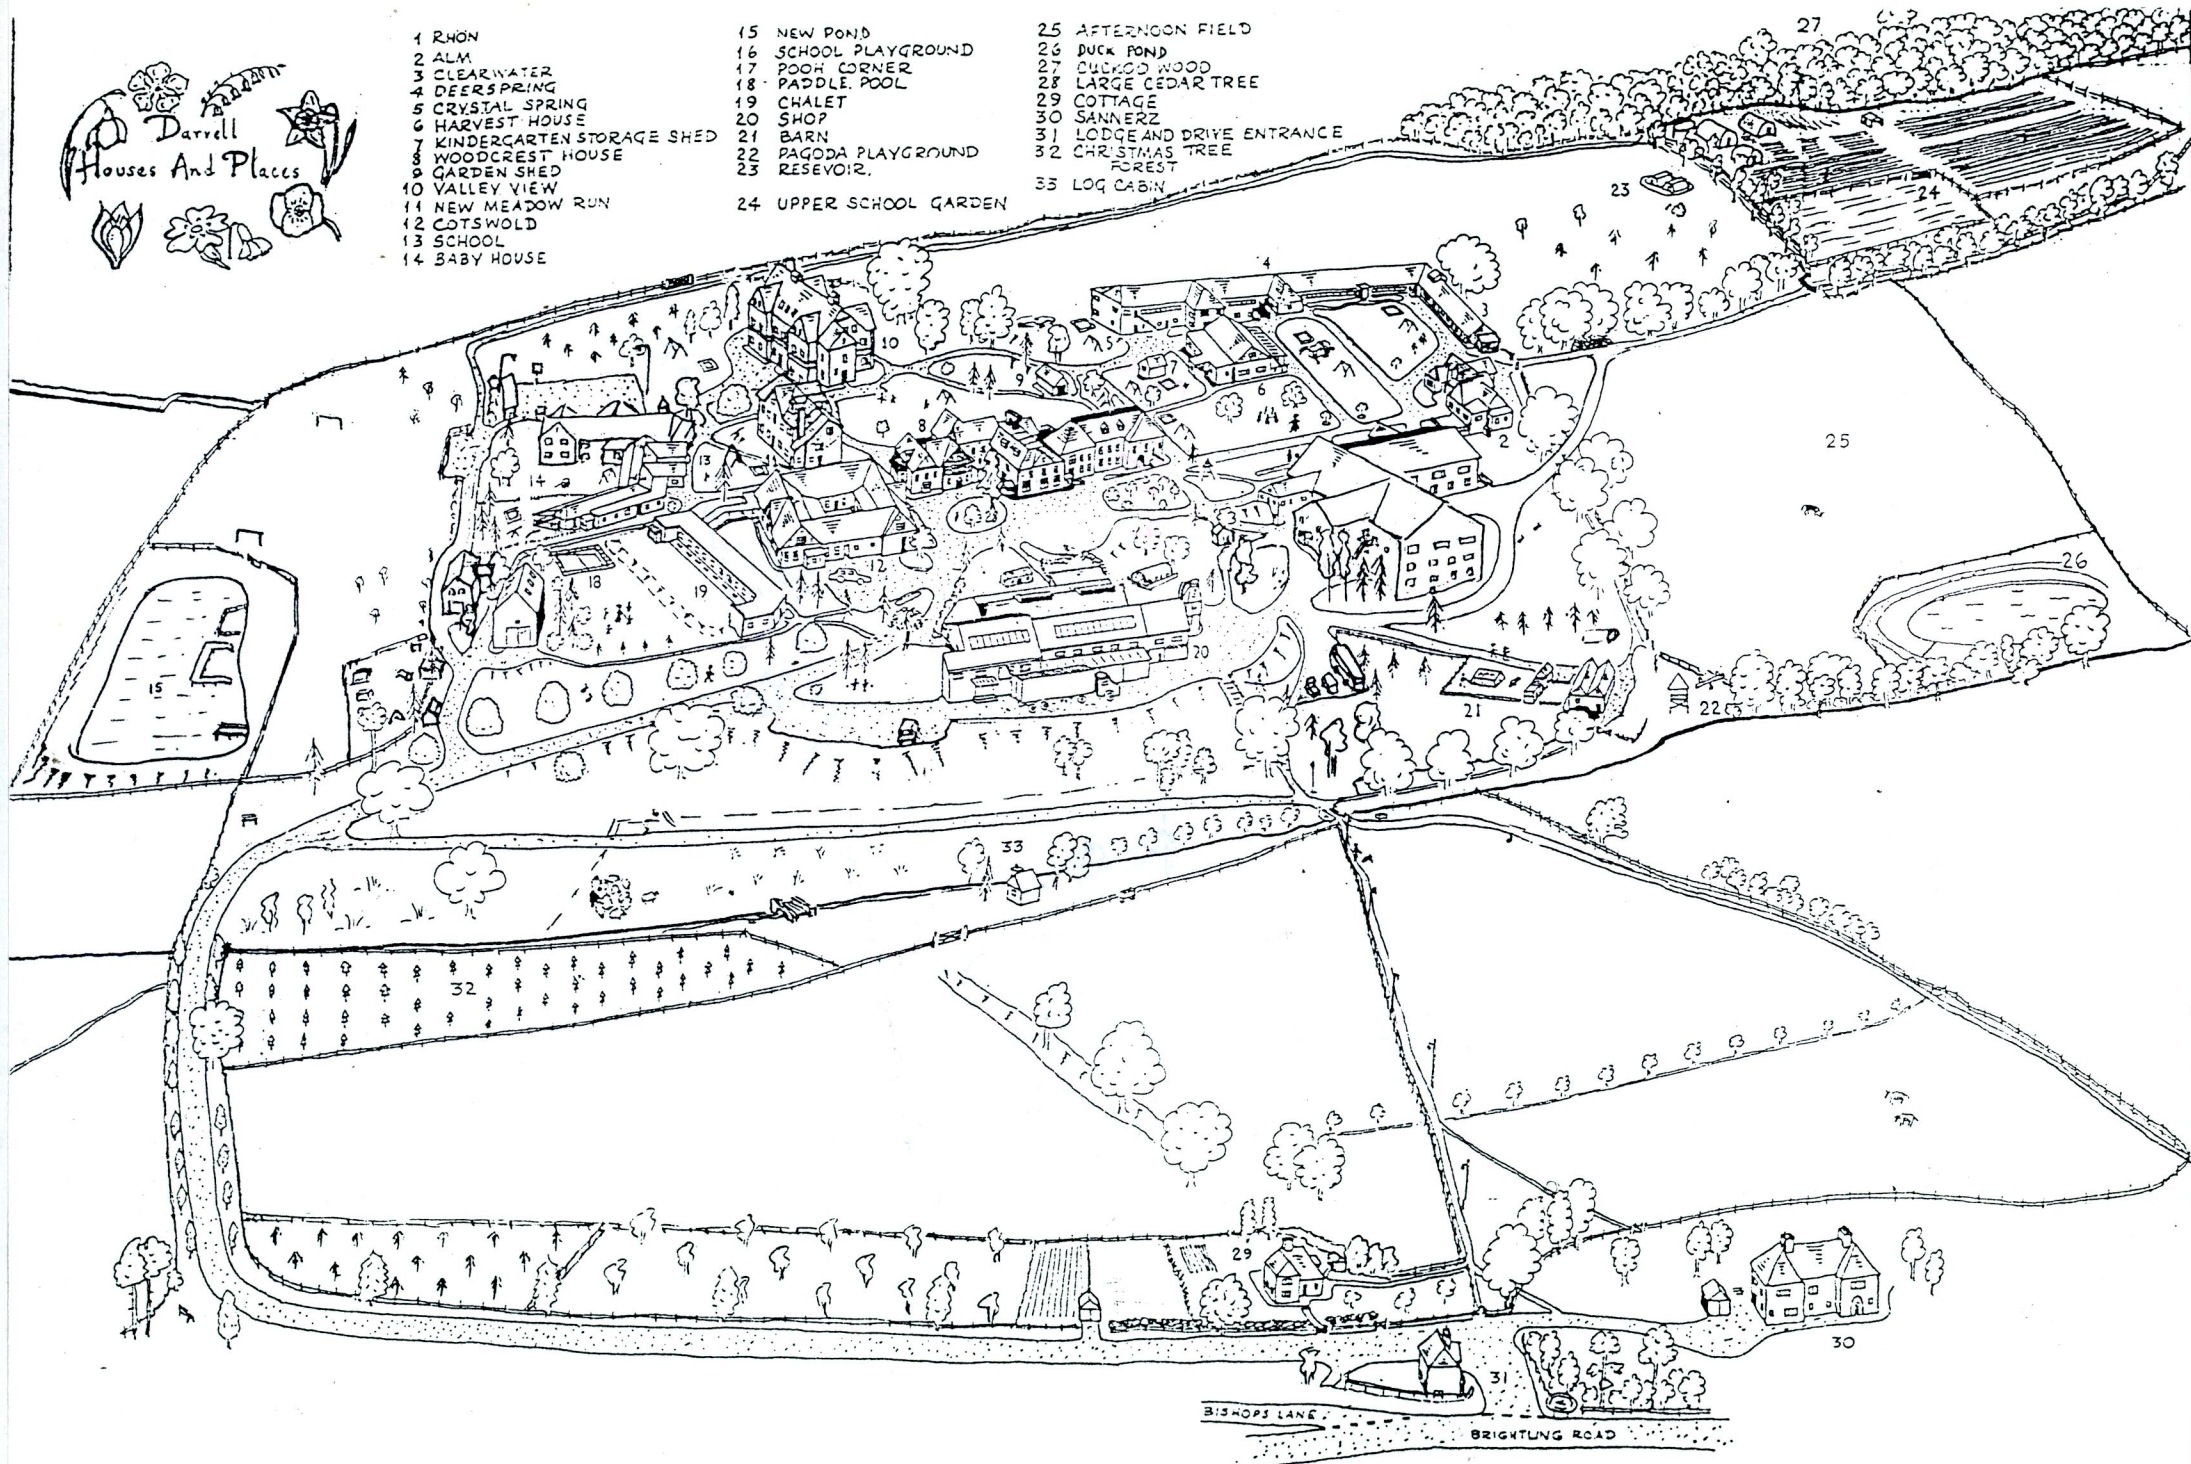 Darvell
Houses And Places
1 RHÖN
2 ALM
3 CLEARWATER
4 DEERSPRING
5 CRYSTAL SPRING
6 HARVEST HOUSE
7 KINDERGARTEN STORAGE SHED
8 WOODCREST HOUSE
9 GARDEN SHED
10 VALLEY VIEW
11 NEW MEADOW RUN
12 COTSWOLD
13 SCHOOL
14 BABY HOUSE
15 NEW POND
16 SCHOOL PLAYGROUND
17 POOH CORNER
18 PADDLE. POOL
19 CHALET
20 SHOP
21 BARN
22 PAGODA PLAYGROUND
23 RESEVOIR.
24 UPPER SCHOOL GARDEN
25 AFTERNOON FIELD
26 DUCK POND
27 CUCKOO WOOD
28 LARGE CEDAR TREE
29 COTTAGE
30 SANNERZ
31 LODGE AND DRIVE ENTRANCE
32 CHRISTMAS TREE
FOREST
33 LOG CABIN
27
23
24
4
3
10
5
7
9
6
8
2
25
13
14
28
12
18
19
26
15
20
21
22
33
32
29
30
31
BISHOPS LANE
BRIGHTLING ROAD